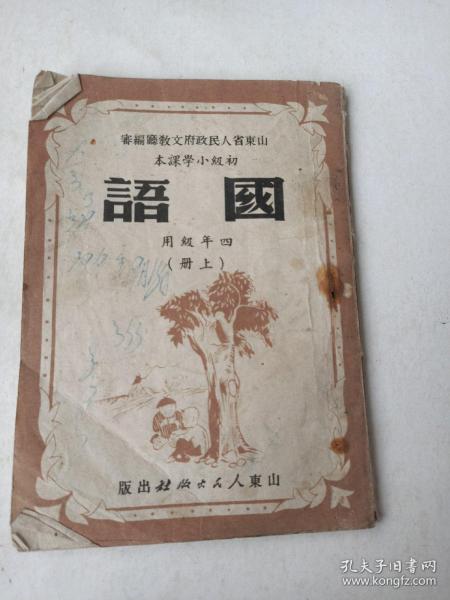 山東省人民政府文教廳編審
初級小學課本
國語
四年級用
(上册)
山東人民出版社出版
孔夫子旧书网
www.kongfz.com